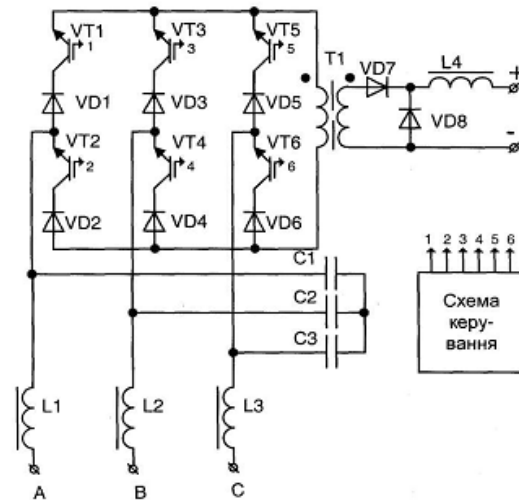 VT1 VT3 VT5
1 3 5
T1 VD7 L4
+
VD1 VD3 VD5 VD8
-
VT2 VT4 VT6
2 4 6
VD2 VD4 VD6
C1
C2
C3
1 2 3 4 5 6
Схема
керу-
вання
L1 L2 L3
A B C